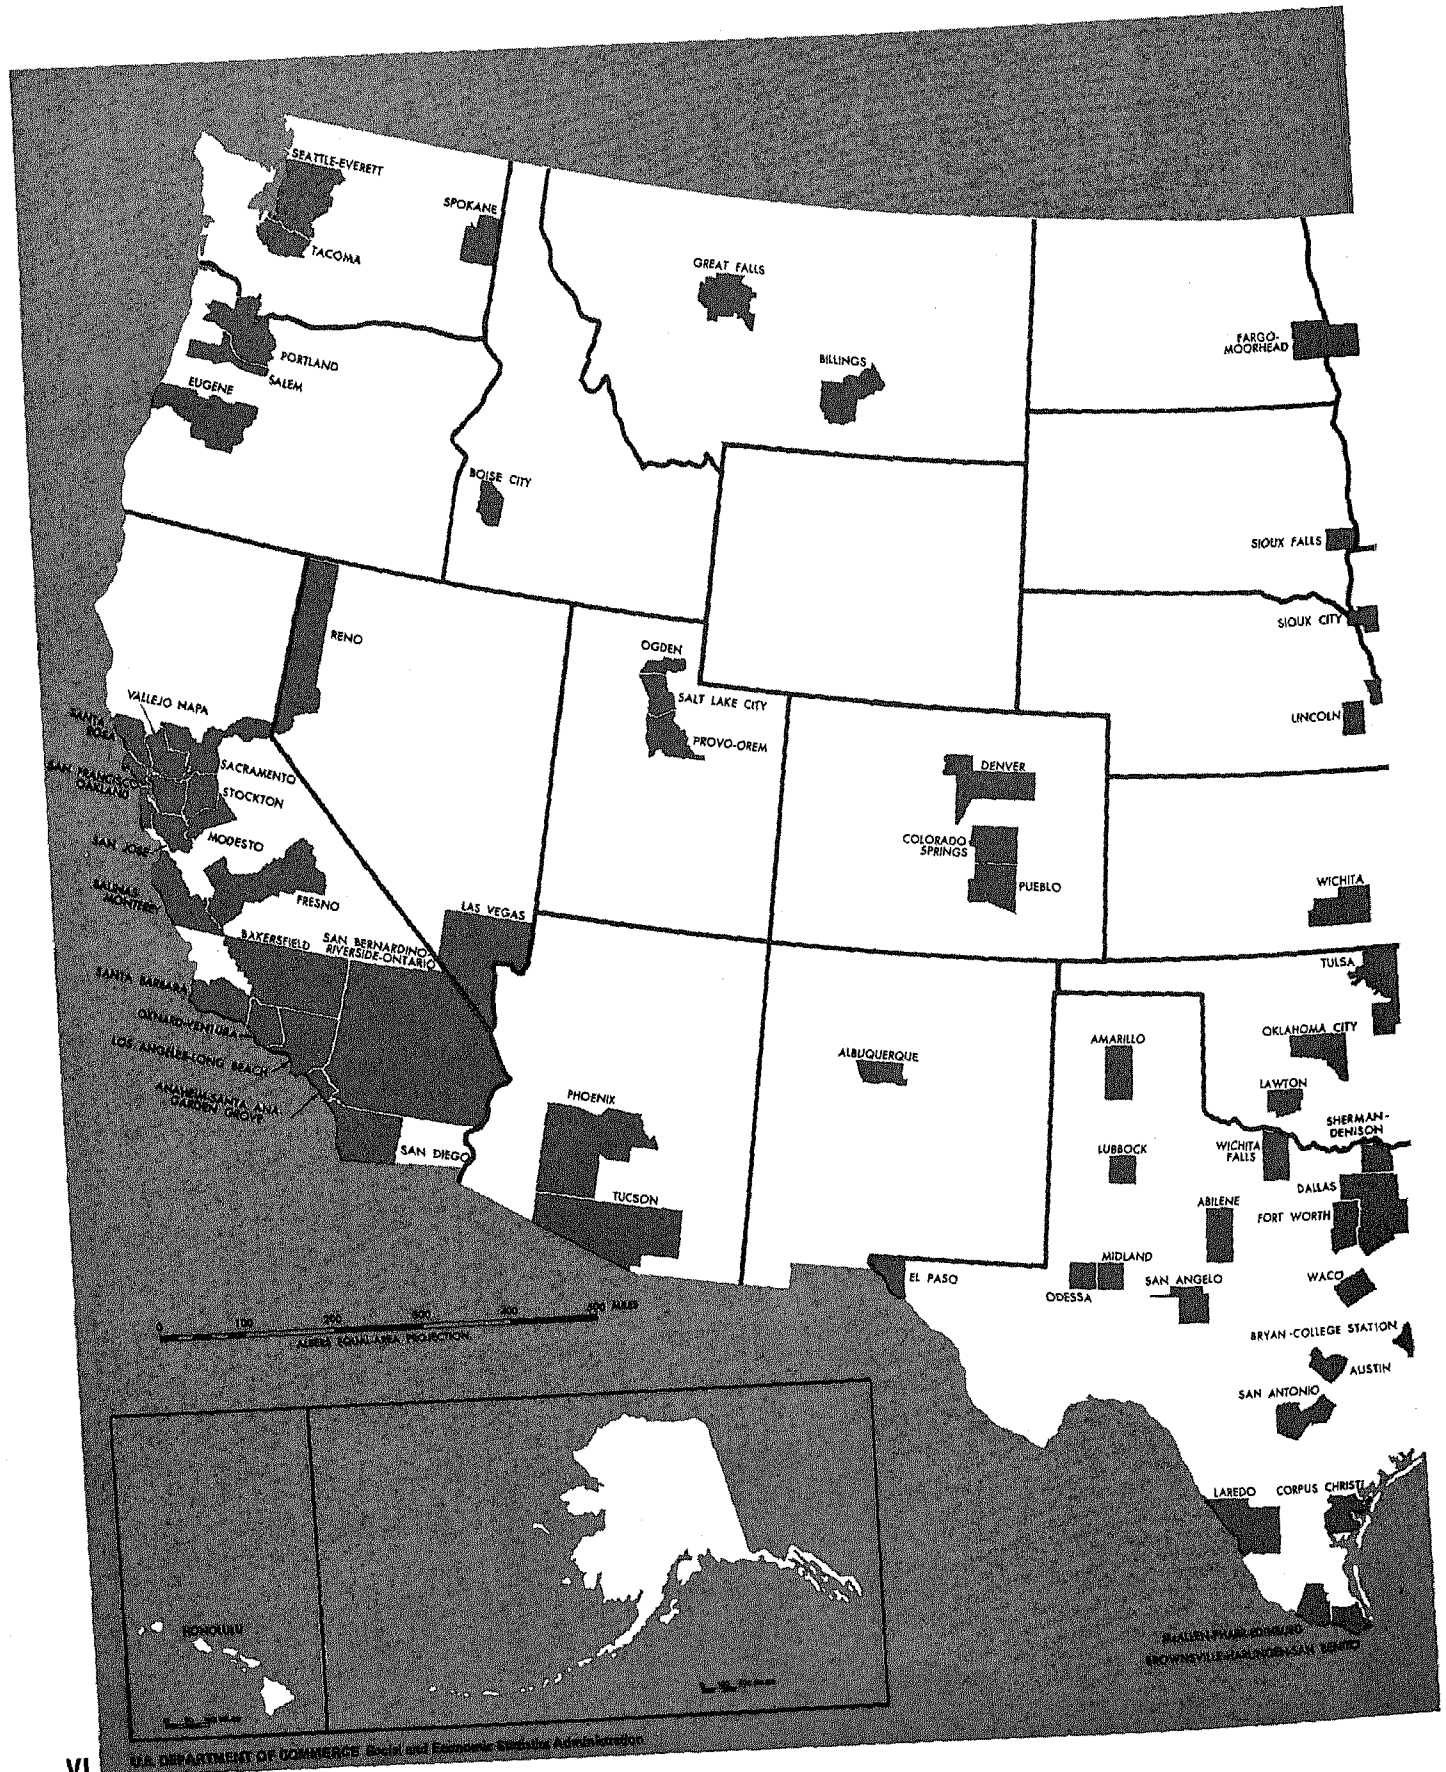 SEATTLE-EVERETT
SPOKANE
TACOMA
GREAT FALLS
FARGO-
MOORHEAD
PORTLAND
SALEM
EUGENE
BILLINGS
BOISE CITY
SIOUX FALLS
SIOUX CITY
RENO
OGDEN
SALT LAKE CITY
PROVO-OREM
LINCOLN
VALLEJO NAPA
SANTA
ROSA
SACRAMENTO
SAN FRANCISCO-
OAKLAND
STOCKTON
MODESTO
SAN JOSE
DENVER
COLORADO
SPRINGS
PUEBLO
WICHITA
SALINAS-
MONTEREY
FRESNO
LAS VEGAS
BAKERSFIELD
SAN BERNARDINO-
RIVERSIDE-ONTARIO
SANTA BARBARA
OXNARD-VENTURA
LOS ANGELES-LONG BEACH
ANAHEIM-SANTA ANA-
GARDEN GROVE
SAN DIEGO
TULSA
OKLAHOMA CITY
AMARILLO
ALBUQUERQUE
LAWTON
PHOENIX
SHERMAN-
DENISON
LUBBOCK
WICHITA
FALLS
TUCSON
DALLAS
ABILENE
FORT WORTH
MIDLAND
EL PASO
ODESSA
SAN ANGELO
WACO
BRYAN-COLLEGE STATION
AUSTIN
SAN ANTONIO
0 100 200 300 400 500 MILES
ALBERS EQUAL-AREA PROJECTION
LAREDO
CORPUS CHRISTI
HONOLULU
McALLEN-PHARR-EDINBURG
BROWNSVILLE-HARLINGEN-SAN BENITO
VI
U.S. DEPARTMENT OF COMMERCE Social and Economic Statistics Administration